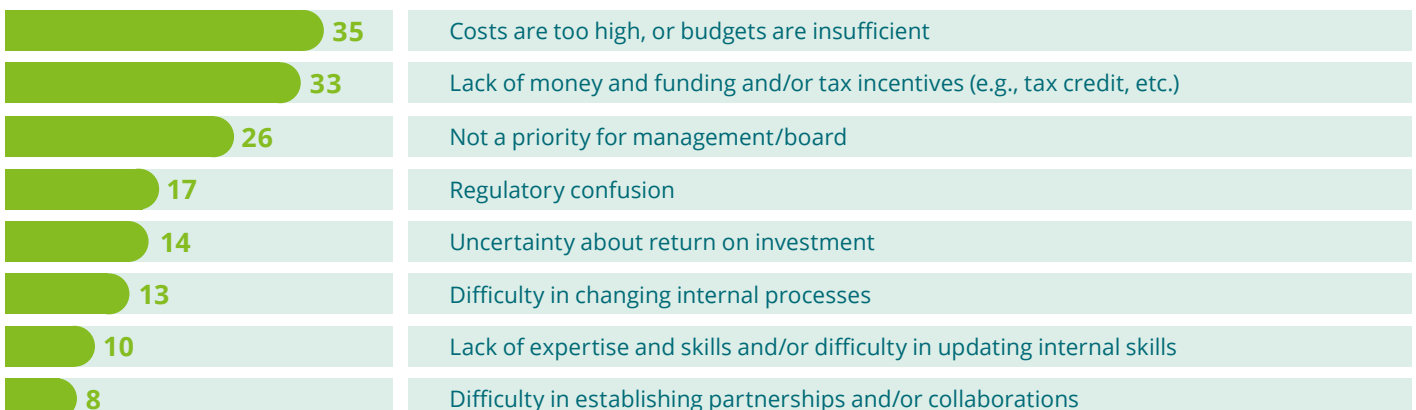 35 Costs are too high, or budgets are insufficient
33 Lack of money and funding and/or tax incentives (e.g., tax credit, etc.)
26 Not a priority for management/board
17 Regulatory confusion
14 Uncertainty about return on investment
13 Difficulty in changing internal processes
10 Lack of expertise and skills and/or difficulty in updating internal skills
8 Difficulty in establishing partnerships and/or collaborations